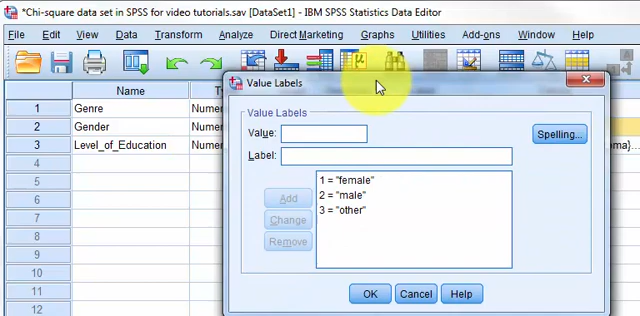 *Chi-square data set in SPSS for video tutorials.sav [DataSet1] - IBM SPSS Statistics Data Editor
File Edit View Data Transform Analyze Direct Marketing Graphs Utilities Add-ons Window Help
Name
1 Genre Numer
2 Gender Numer
3 Level_of_Education Numer ema}...
4
5
6
7
8
9
10
11
12
Value Labels
Value Labels
Value:
Spelling...
Label:
Add
Change
Remove
1 = "female"
2 = "male"
3 = "other"
OK Cancel Help